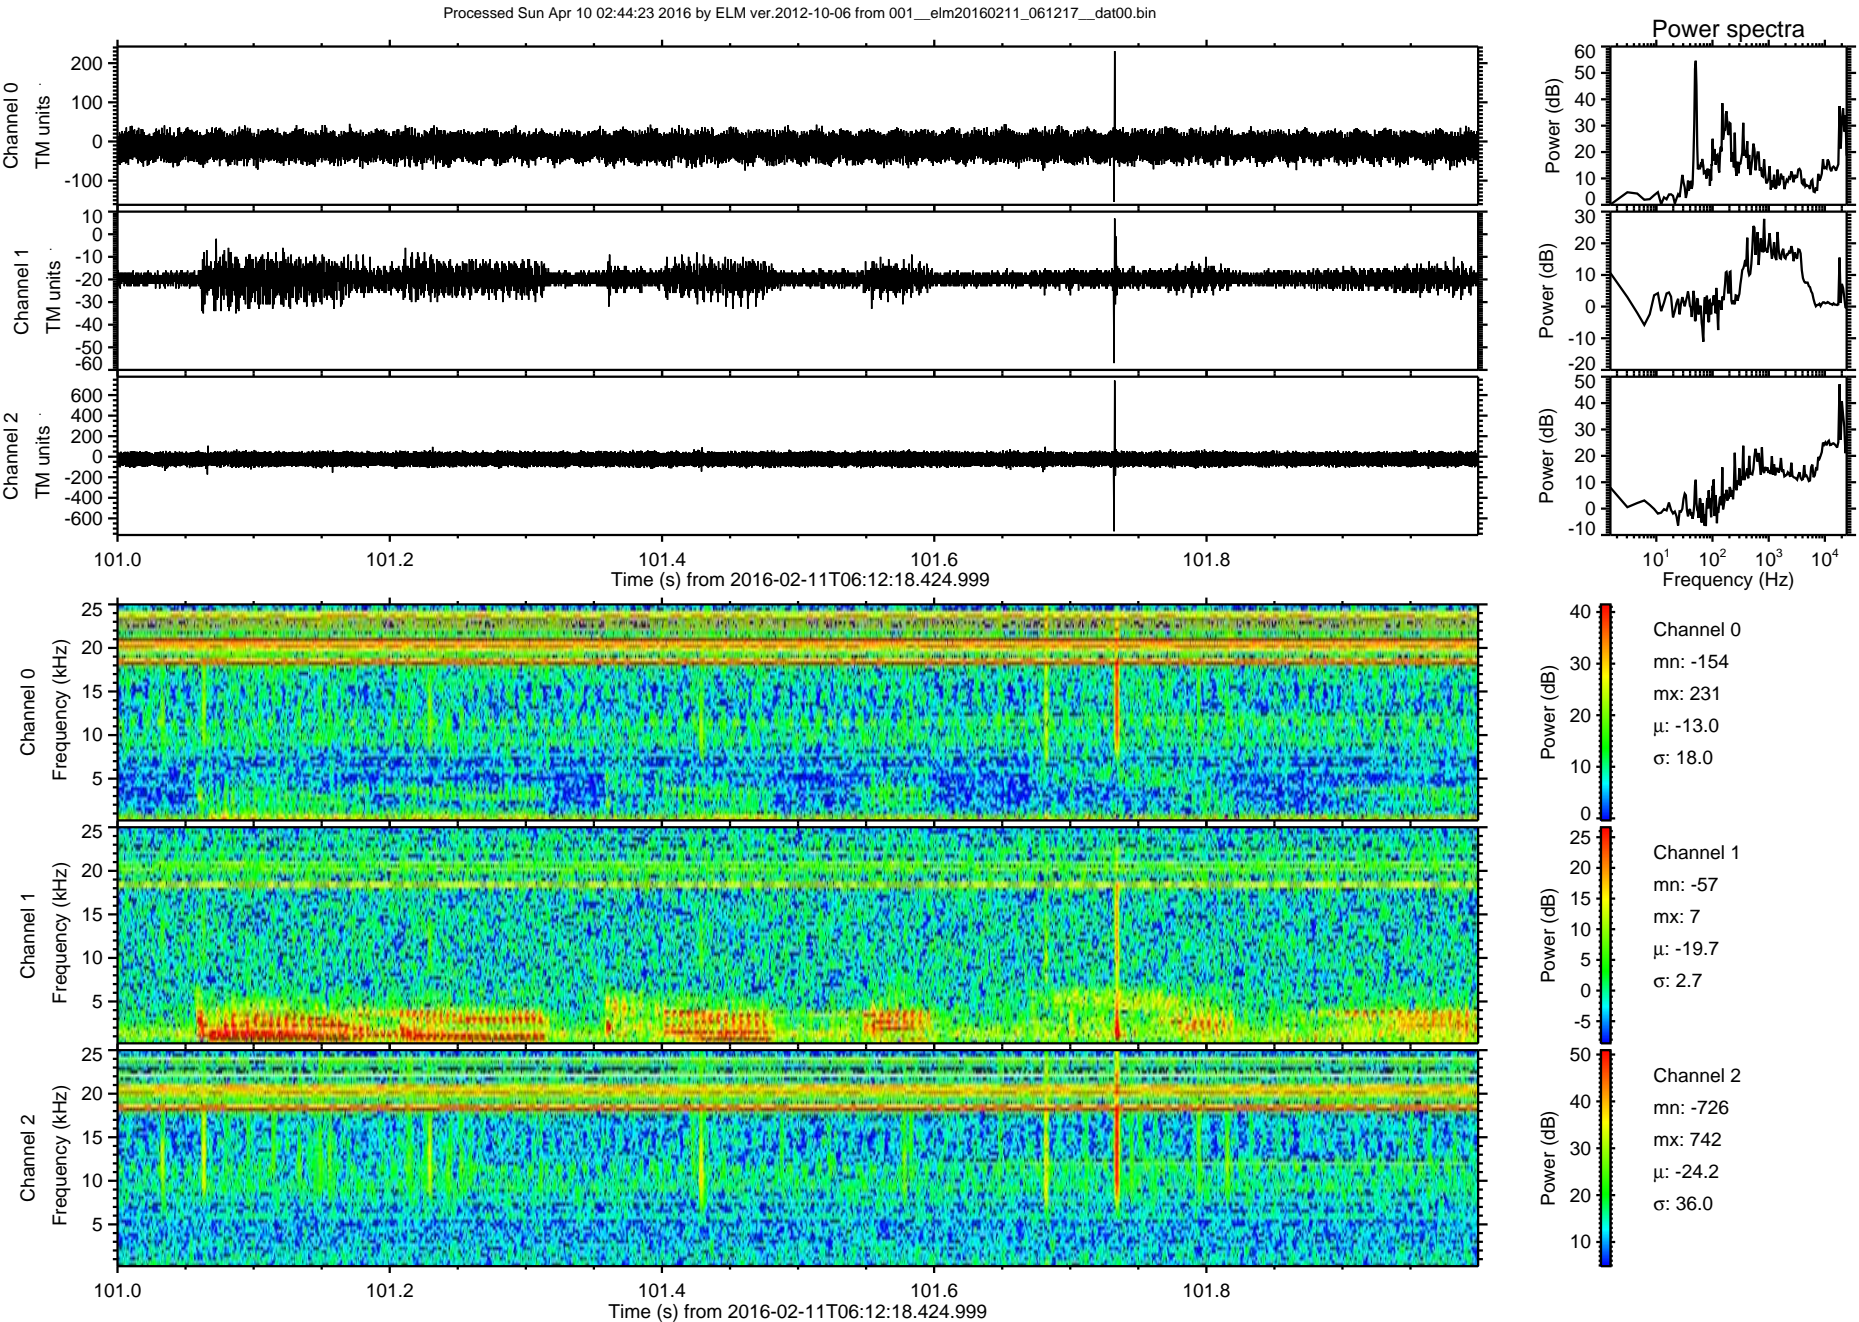 Processed Sun Apr 10 02:44:23 2016 by ELM ver.2012-10-06 from 001__elm20160211_061217__dat00.bin
Power spectra
Channel 0
TM units
200
100
0
-100
Power (dB)
60
50
40
30
20
10
0
Channel 1
TM units
10
0
-10
-20
-30
-40
-50
-60
Power (dB)
30
20
10
0
-10
-20
Channel 2
TM units
600
400
200
0
-200
-400
-600
Power (dB)
50
40
30
20
10
0
-10
101.0 101.2 101.4 101.6 101.8
Time (s) from 2016-02-11T06:12:18.424.999
10¹ 10² 10³ 10⁴
Frequency (Hz)
Channel 0
Frequency (kHz)
25
20
15
10
5
Power (dB)
40
30
20
10
0
Channel 0
mn: -154
mx: 231
μ: -13.0
σ: 18.0
Channel 1
Frequency (kHz)
25
20
15
10
5
Power (dB)
25
20
15
10
5
0
-5
Channel 1
mn: -57
mx: 7
μ: -19.7
σ: 2.7
Channel 2
Frequency (kHz)
25
20
15
10
5
Power (dB)
50
40
30
20
10
Channel 2
mn: -726
mx: 742
μ: -24.2
σ: 36.0
101.0 101.2 101.4 101.6 101.8
Time (s) from 2016-02-11T06:12:18.424.999